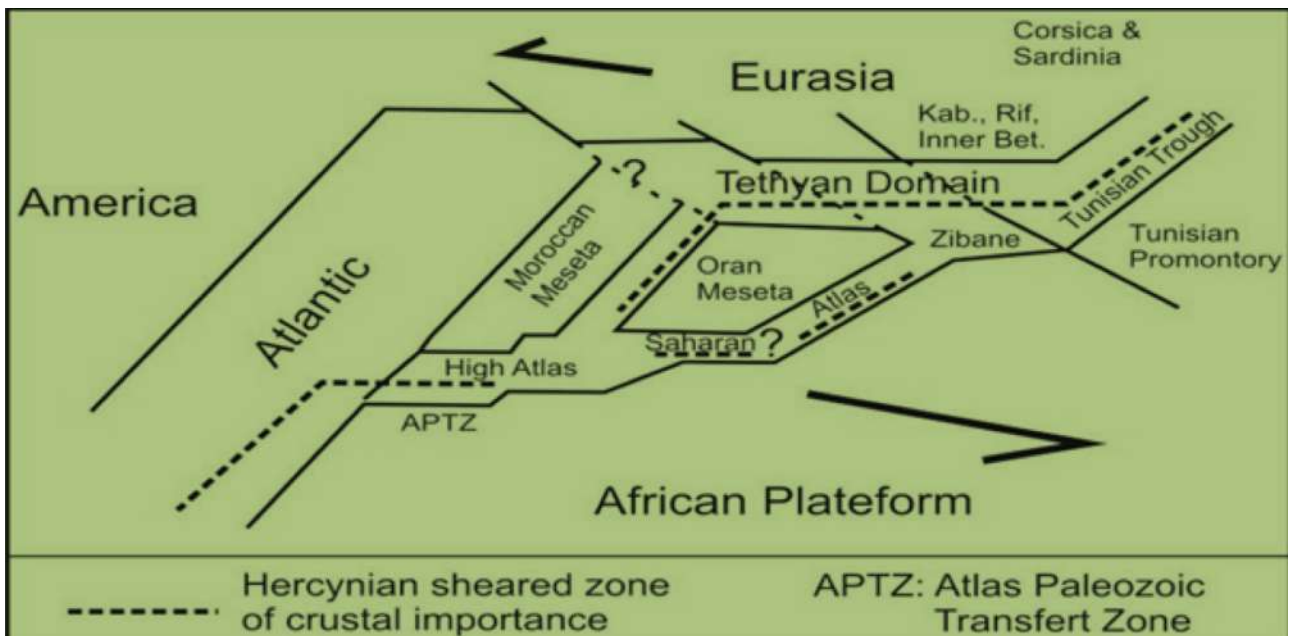 Corsica &
Sardinia
Eurasia
Kab., Rif,
Inner Bet.
America
?
Tethyan Domain
Tunisian Trough
Moroccan
Meseta
Oran
Meseta
Zibane
Tunisian
Promontory
Atlantic
Atlas
Saharan ?
High Atlas
APTZ
African Plateform
Hercynian sheared zone
of crustal importance
APTZ: Atlas Paleozoic
Transfert Zone